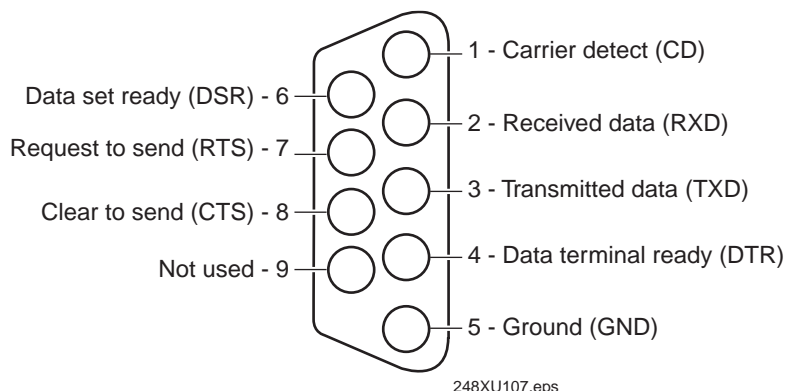 1 - Carrier detect (CD)
Data set ready (DSR) - 6
2 - Received data (RXD)
Request to send (RTS) - 7
3 - Transmitted data (TXD)
Clear to send (CTS) - 8
4 - Data terminal ready (DTR)
Not used - 9
5 - Ground (GND)
248XU107.eps